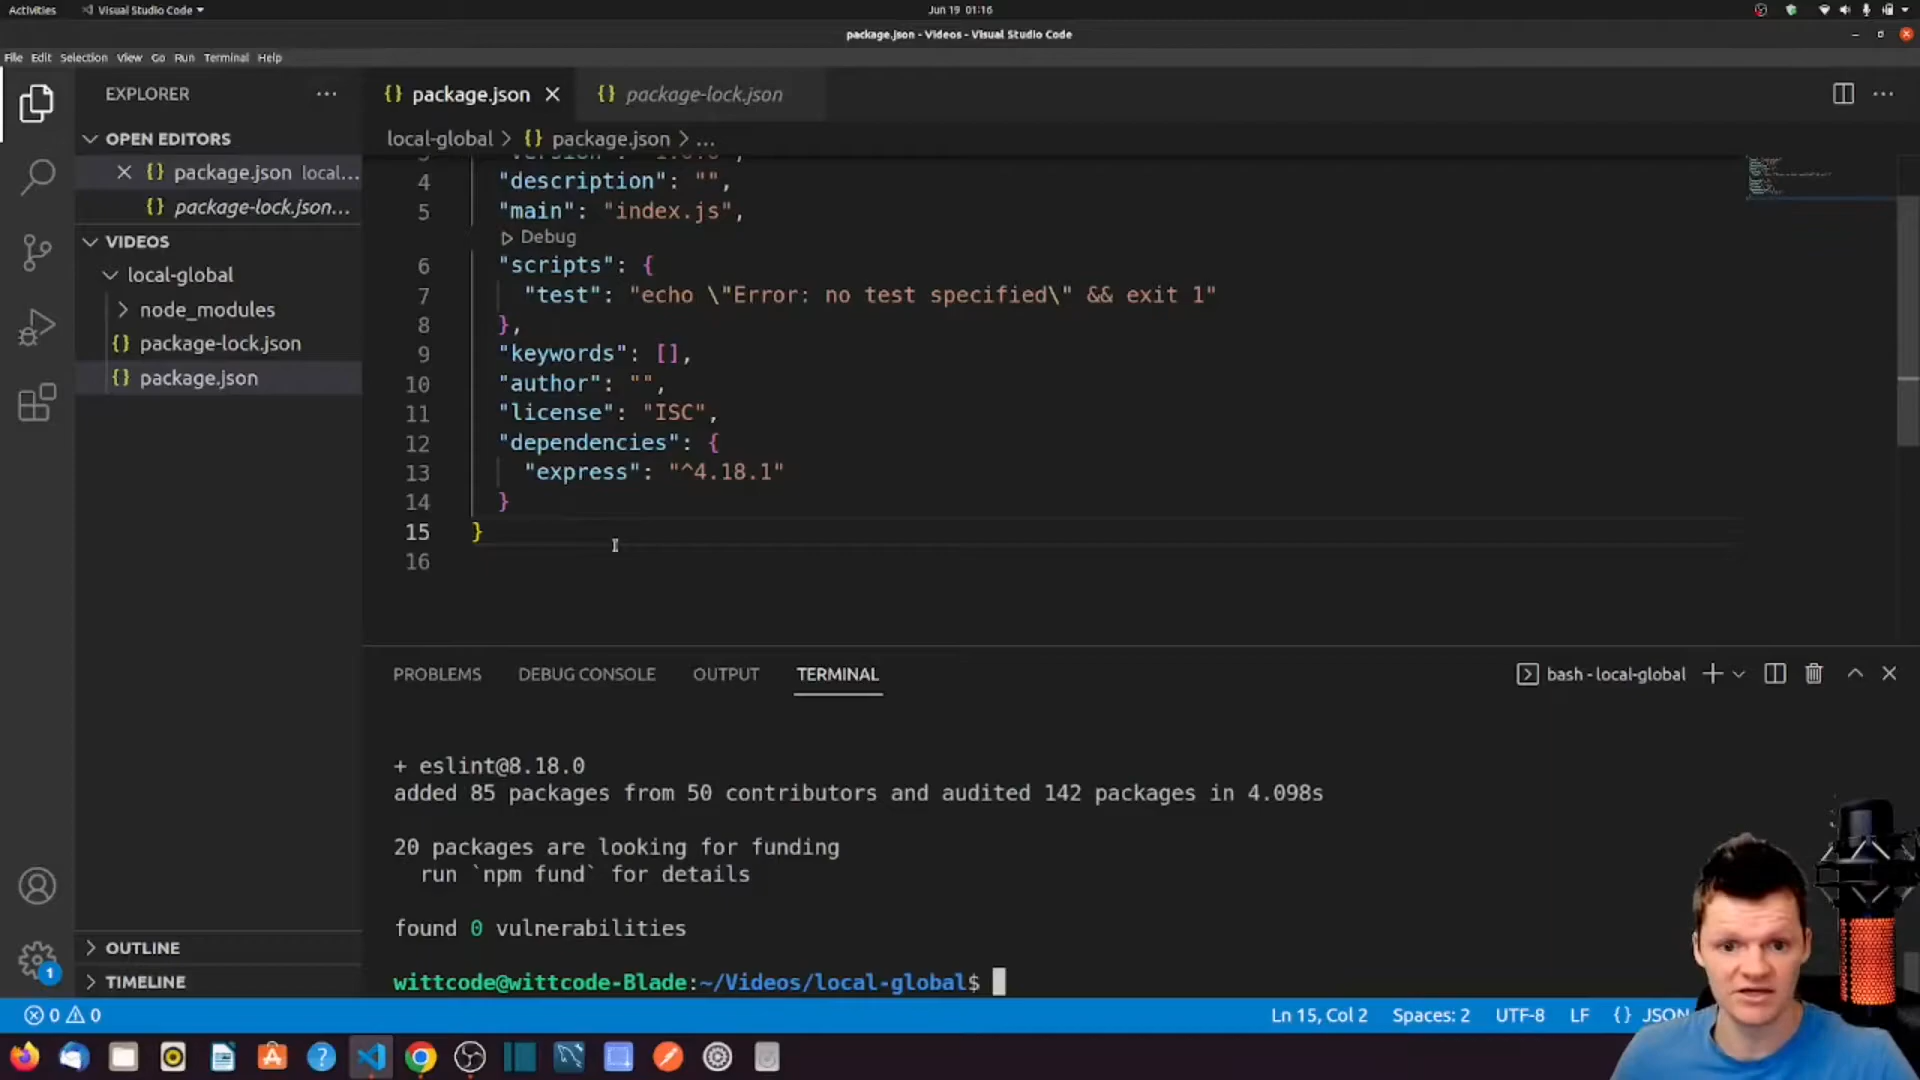 Activities
Visual Studio Code
Jun 19 01:16
package.json - Videos - Visual Studio Code
File Edit Selection View Go Run Terminal Help
EXPLORER
OPEN EDITORS
package.json local...
package-lock.json...
VIDEOS
local-global
node_modules
package-lock.json
package.json
OUTLINE
TIMELINE
package.json
package-lock.json
local-global > {} package.json > ...
4 "description": "",
5 "main": "index.js",
Debug
6 "scripts": {
7 "test": "echo \"Error: no test specified\" && exit 1"
8 },
9 "keywords": [],
10 "author": "",
11 "license": "ISC",
12 "dependencies": {
13 "express": "^4.18.1"
14 }
15 }
16
PROBLEMS DEBUG CONSOLE OUTPUT TERMINAL
bash - local-global
+ eslint@8.18.0
added 85 packages from 50 contributors and audited 142 packages in 4.098s
20 packages are looking for funding
run `npm fund` for details
found 0 vulnerabilities
wittcode@wittcode-Blade:~/Videos/local-global$
1
0 0
Ln 15, Col 2 Spaces: 2 UTF-8 LF {} JSON